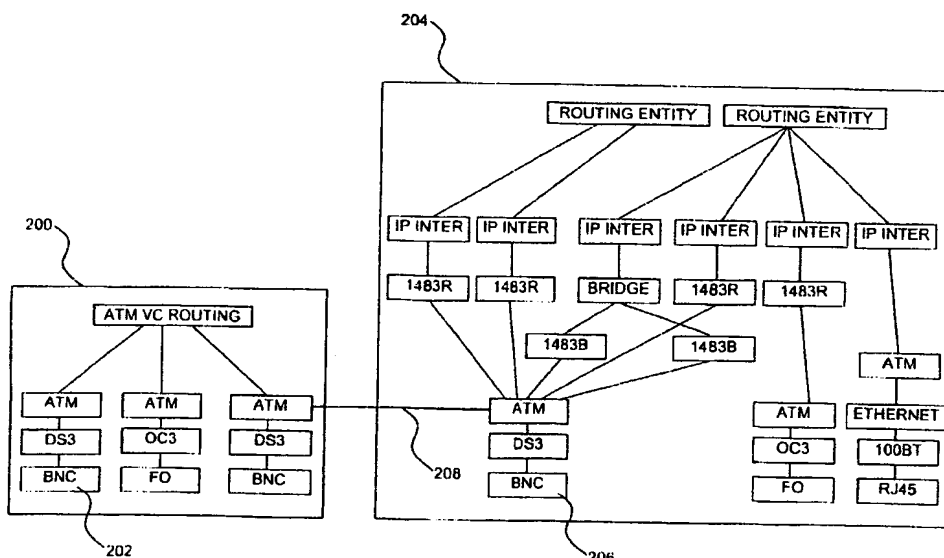 204
ROUTING ENTITY ROUTING ENTITY
200
IP INTER IP INTER IP INTER IP INTER IP INTER IP INTER
1483R 1483R BRIDGE 1483R 1483R
ATM VC ROUTING
1483B 1483B
ATM
ATM ATM ATM ATM ATM ETHERNET
DS3 OC3 DS3 DS3 OC3 100BT
BNC FO BNC 208 BNC FO RJ45
202 206